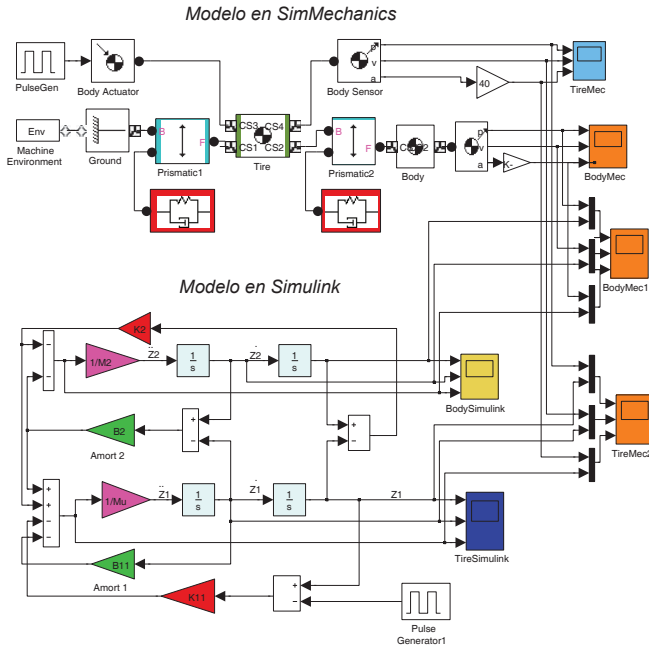 Modelo en SimMechanics
PulseGen
Body Actuator
Body Sensor
p
v
a
40
TireMec
Env
Machine
Environment
Ground
B
F
Prismatic1
CS3
CS4
CS1
CS2
Tire
B
F
Prismatic2
Body
p
v
a
K-
BodyMec
BodyMec1
Modelo en Simulink
K2
1/M2
Z2
1
s
Z2
1
s
BodySimulink
B2
Amort 2
TireMec2
1/Mu
Z1
1
s
Z1
1
s
Z1
TireSimulink
B11
Amort 1
K11
Pulse
Generator1